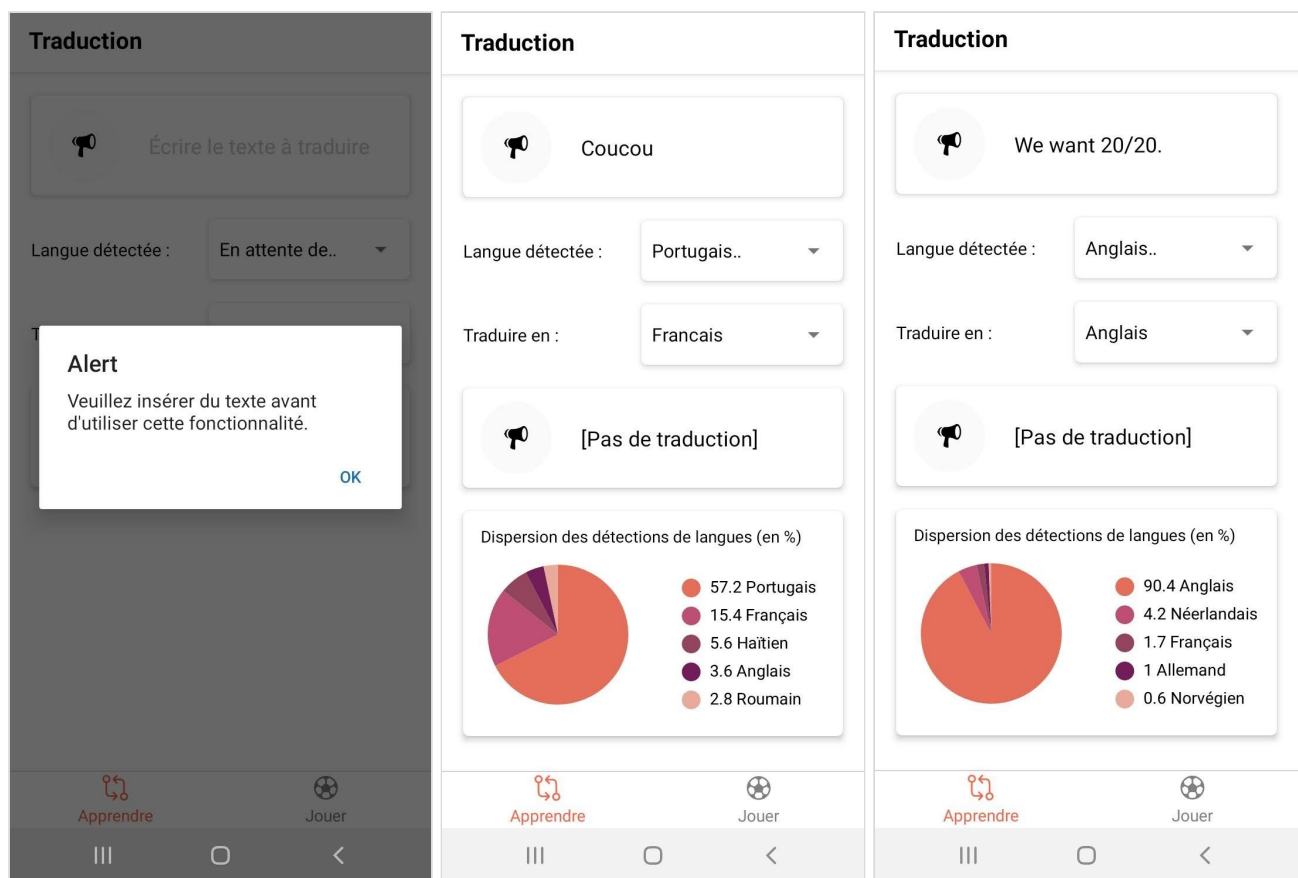 Traduction
Écrire le texte à traduire
Langue détectée :
En attente de..
T
Alert
Veuillez insérer du texte avant
d'utiliser cette fonctionnalité.
OK
Apprendre
Jouer
Traduction
Coucou
Langue détectée :
Portugais..
Traduire en :
Francais
[Pas de traduction]
Dispersion des détections de langues (en %)
57.2 Portugais
15.4 Français
5.6 Haïtien
3.6 Anglais
2.8 Roumain
Apprendre
Jouer
Traduction
We want 20/20.
Langue détectée :
Anglais..
Traduire en :
Anglais
[Pas de traduction]
Dispersion des détections de langues (en %)
90.4 Anglais
4.2 Néerlandais
1.7 Français
1 Allemand
0.6 Norvégien
Apprendre
Jouer